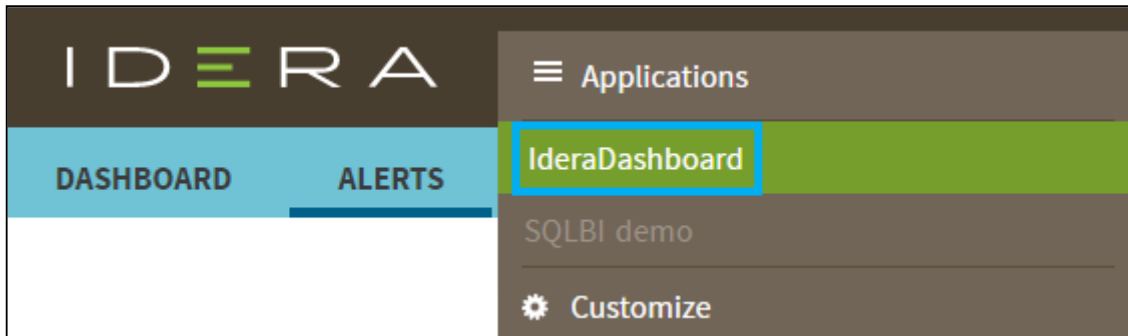 IDERA
Applications
IderaDashboard
DASHBOARD ALERTS
SQLBI demo
Customize